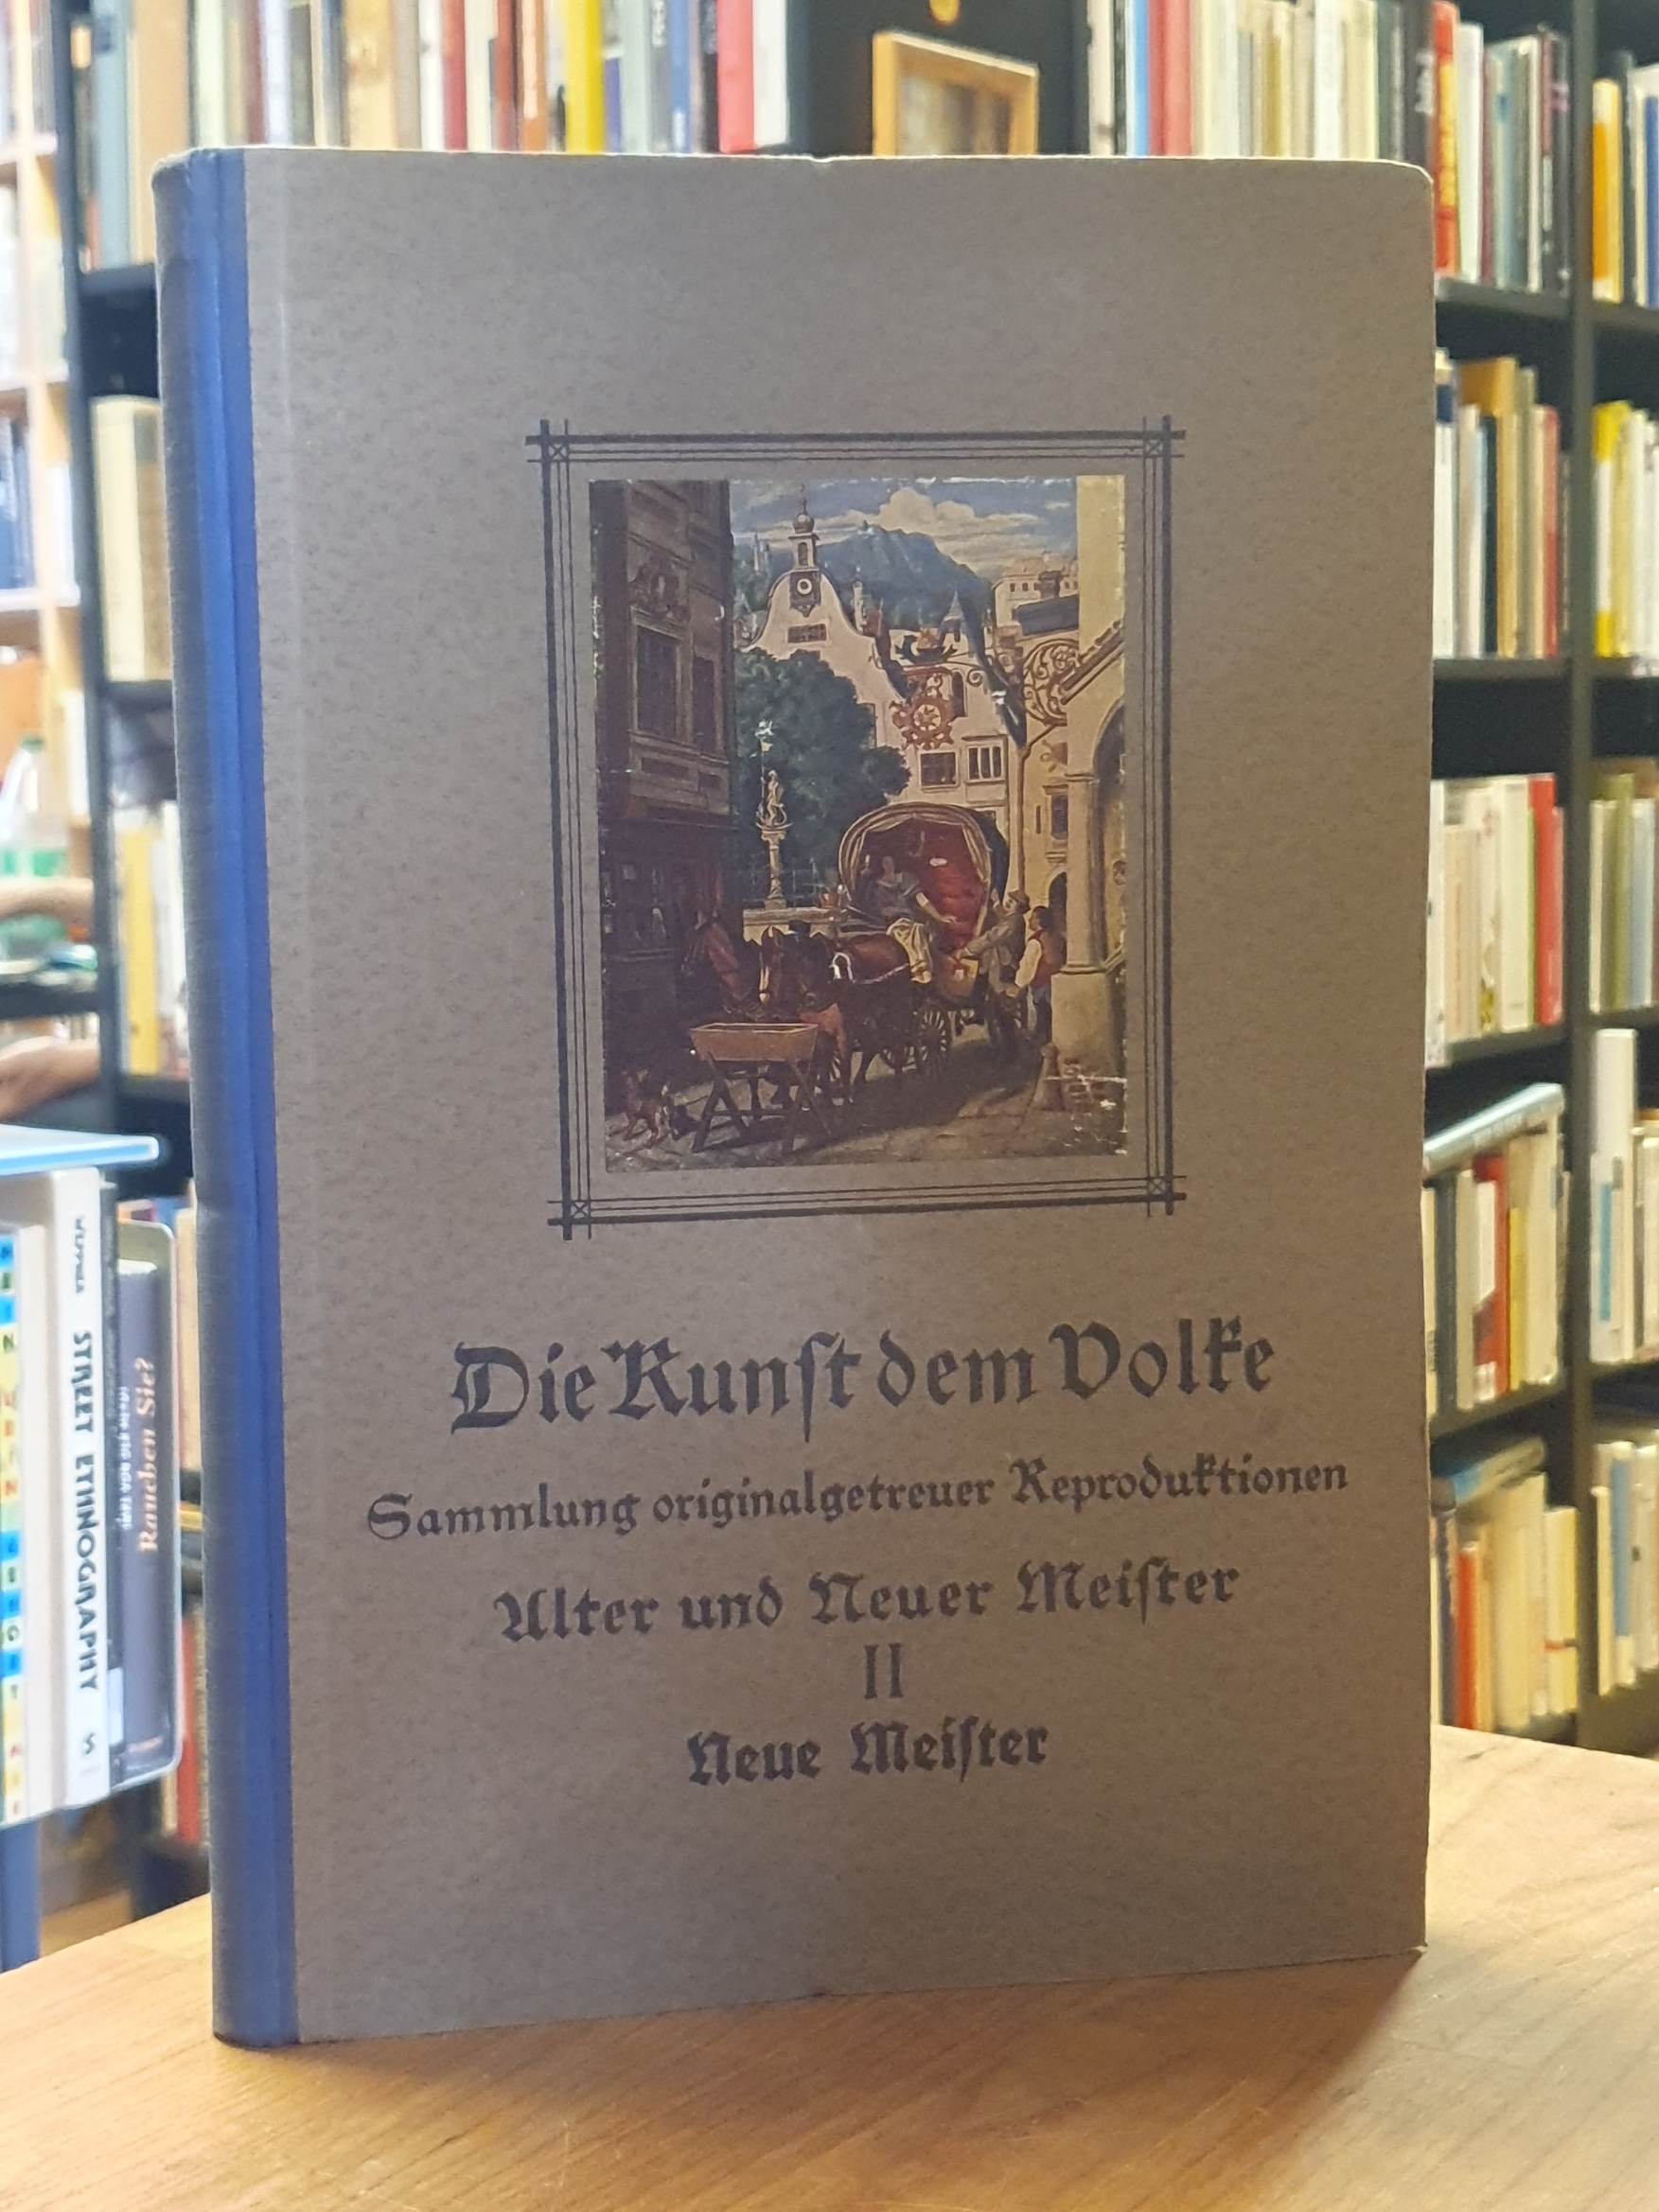 Die Kunſt dem Volke
Sammlung originalgetreuer Reproduktionen
Alter und Neuer Meiſter
II
Neue Meiſter
STREET ETHNOGRAPHY
Rauchen Sie?